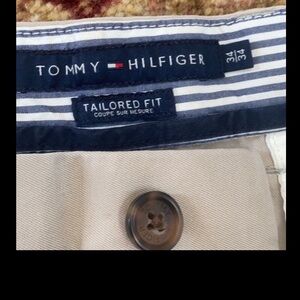 TOMMY HILFIGER
34
34
TAILORED FIT
COUPE SUR MESURE